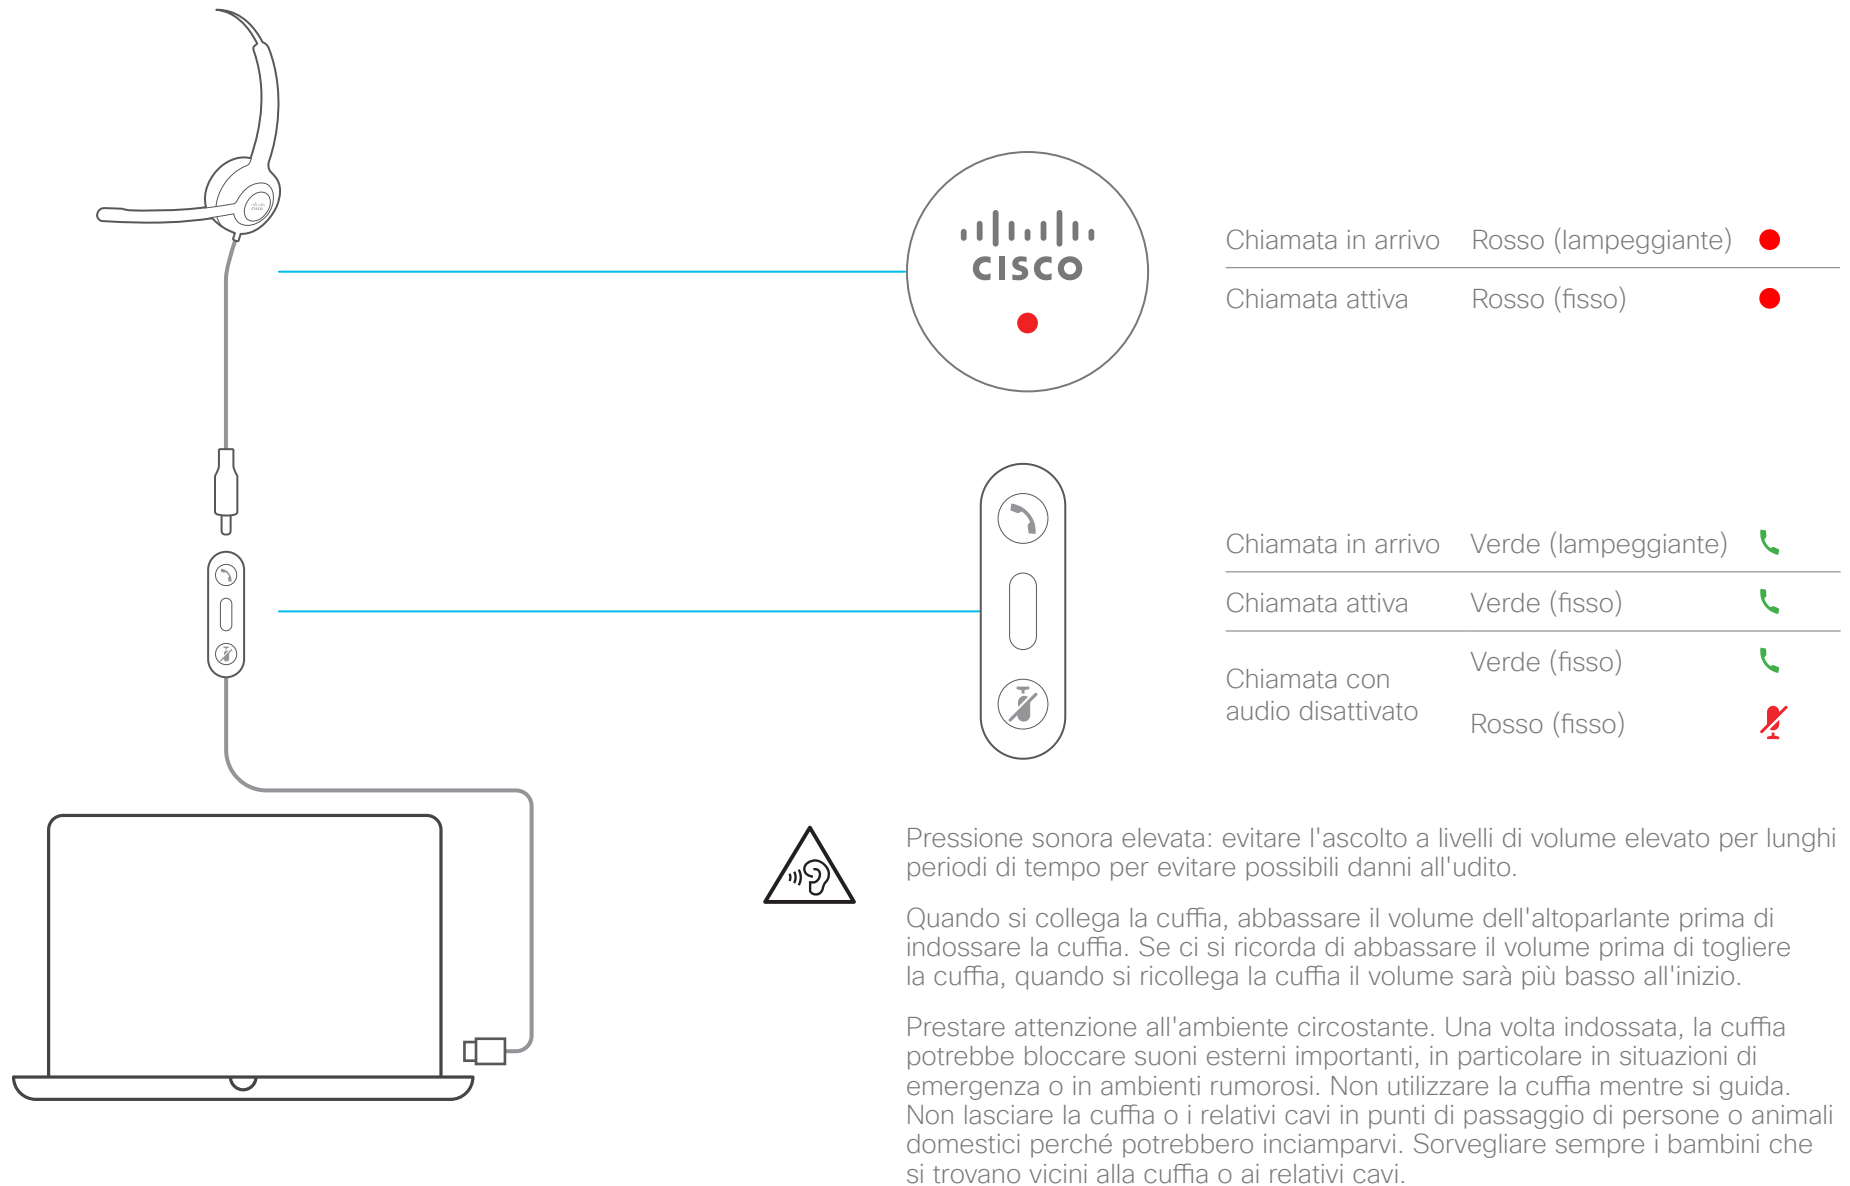 CISCO
Chiamata in arrivo Rosso (lampeggiante)
Chiamata attiva Rosso (fisso)
Chiamata in arrivo Verde (lampeggiante)
Chiamata attiva Verde (fisso)
Chiamata con
audio disattivato
Verde (fisso)
Rosso (fisso)
Pressione sonora elevata: evitare l'ascolto a livelli di volume elevato per lunghi
periodi di tempo per evitare possibili danni all'udito.
Quando si collega la cuffia, abbassare il volume dell'altoparlante prima di
indossare la cuffia. Se ci si ricorda di abbassare il volume prima di togliere
la cuffia, quando si ricollega la cuffia il volume sarà più basso all'inizio.
Prestare attenzione all'ambiente circostante. Una volta indossata, la cuffia
potrebbe bloccare suoni esterni importanti, in particolare in situazioni di
emergenza o in ambienti rumorosi. Non utilizzare la cuffia mentre si guida.
Non lasciare la cuffia o i relativi cavi in punti di passaggio di persone o animali
domestici perché potrebbero inciamparvi. Sorvegliare sempre i bambini che
si trovano vicini alla cuffia o ai relativi cavi.